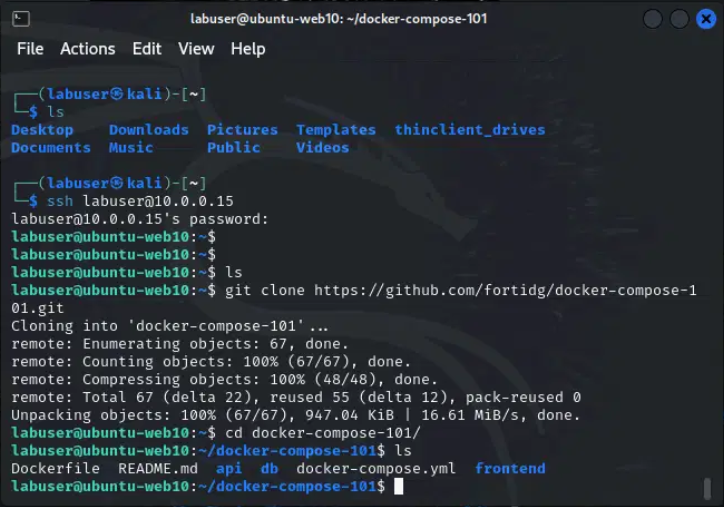 labuser@ubuntu-web10: ~/docker-compose-101
File Actions Edit View Help
┌──(labuser㉿kali)-[~]
└─$ ls
Desktop Downloads Pictures Templates thinclient_drives
Documents Music Public Videos
┌──(labuser㉿kali)-[~]
└─$ ssh labuser@10.0.0.15
labuser@10.0.0.15's password:
labuser@ubuntu-web10:~$
labuser@ubuntu-web10:~$
labuser@ubuntu-web10:~$ ls
labuser@ubuntu-web10:~$ git clone https://github.com/fortidg/docker-compose-1
01.git
Cloning into 'docker-compose-101'...
remote: Enumerating objects: 67, done.
remote: Counting objects: 100% (67/67), done.
remote: Compressing objects: 100% (48/48), done.
remote: Total 67 (delta 22), reused 55 (delta 12), pack-reused 0
Unpacking objects: 100% (67/67), 947.04 KiB | 16.61 MiB/s, done.
labuser@ubuntu-web10:~$ cd docker-compose-101/
labuser@ubuntu-web10:~/docker-compose-101$ ls
Dockerfile README.md api db docker-compose.yml frontend
labuser@ubuntu-web10:~/docker-compose-101$